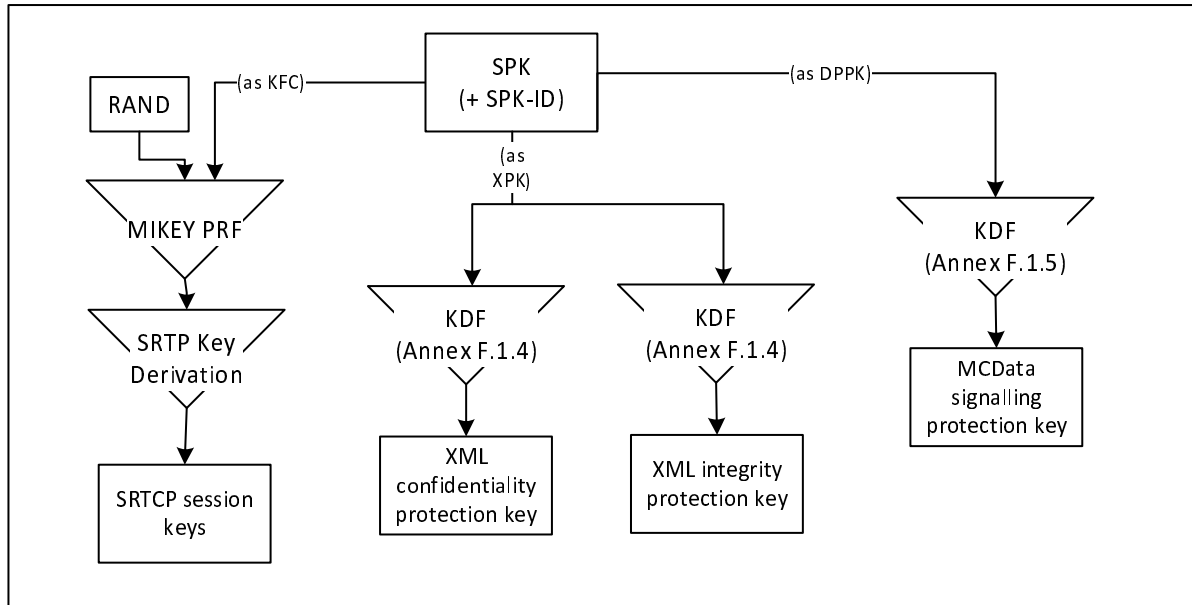 SPK
(+ SPK-ID)
(as KFC)
(as DPPK)
RAND
(as
XPK)
MIKEY PRF
KDF
(Annex F.1.5)
SRTP Key
Derivation
KDF
(Annex F.1.4)
KDF
(Annex F.1.4)
MCData
signalling
protection key
SRTCP session
keys
XML
confidentiality
protection key
XML integrity
protection key